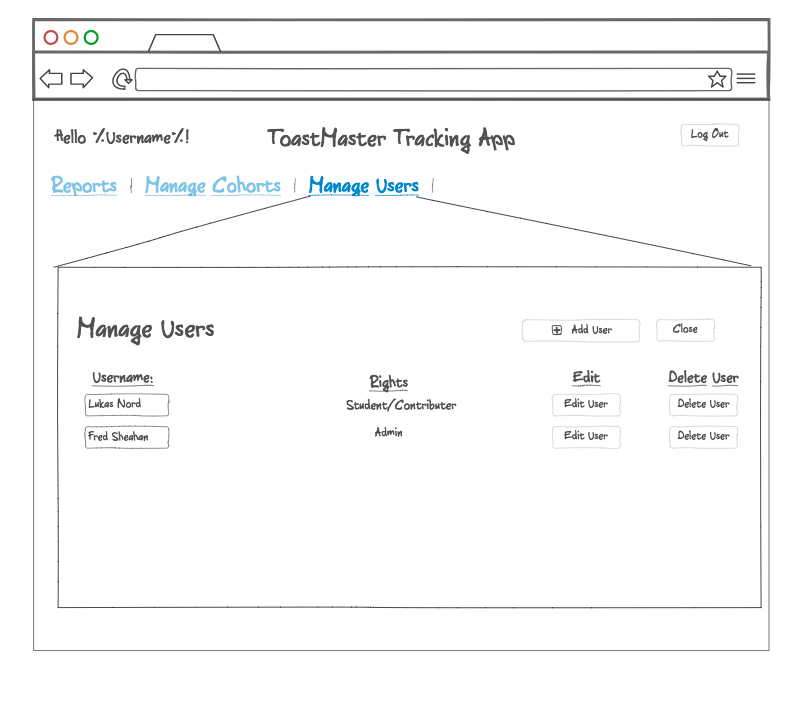 Hello %Username%! ToastMaster Tracking App Log Out
Reports | Manage Cohorts | Manage Users |
Manage Users Add User Close
Username: Rights Edit Delete User
Lukas Nord Student/Contributer Edit User Delete User
Fred Sheahan Admin Edit User Delete User